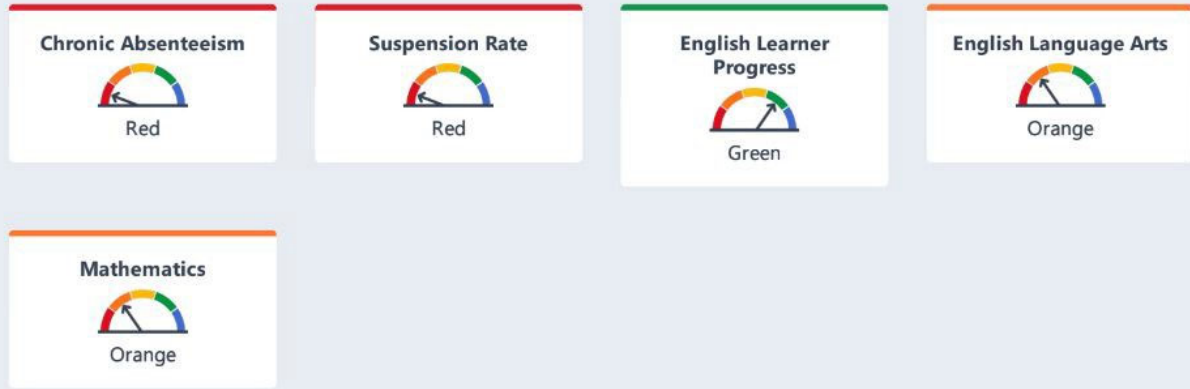 Chronic Absenteeism
Red
Suspension Rate
Red
English Learner
Progress
Green
English Language Arts
Orange
Mathematics
Orange